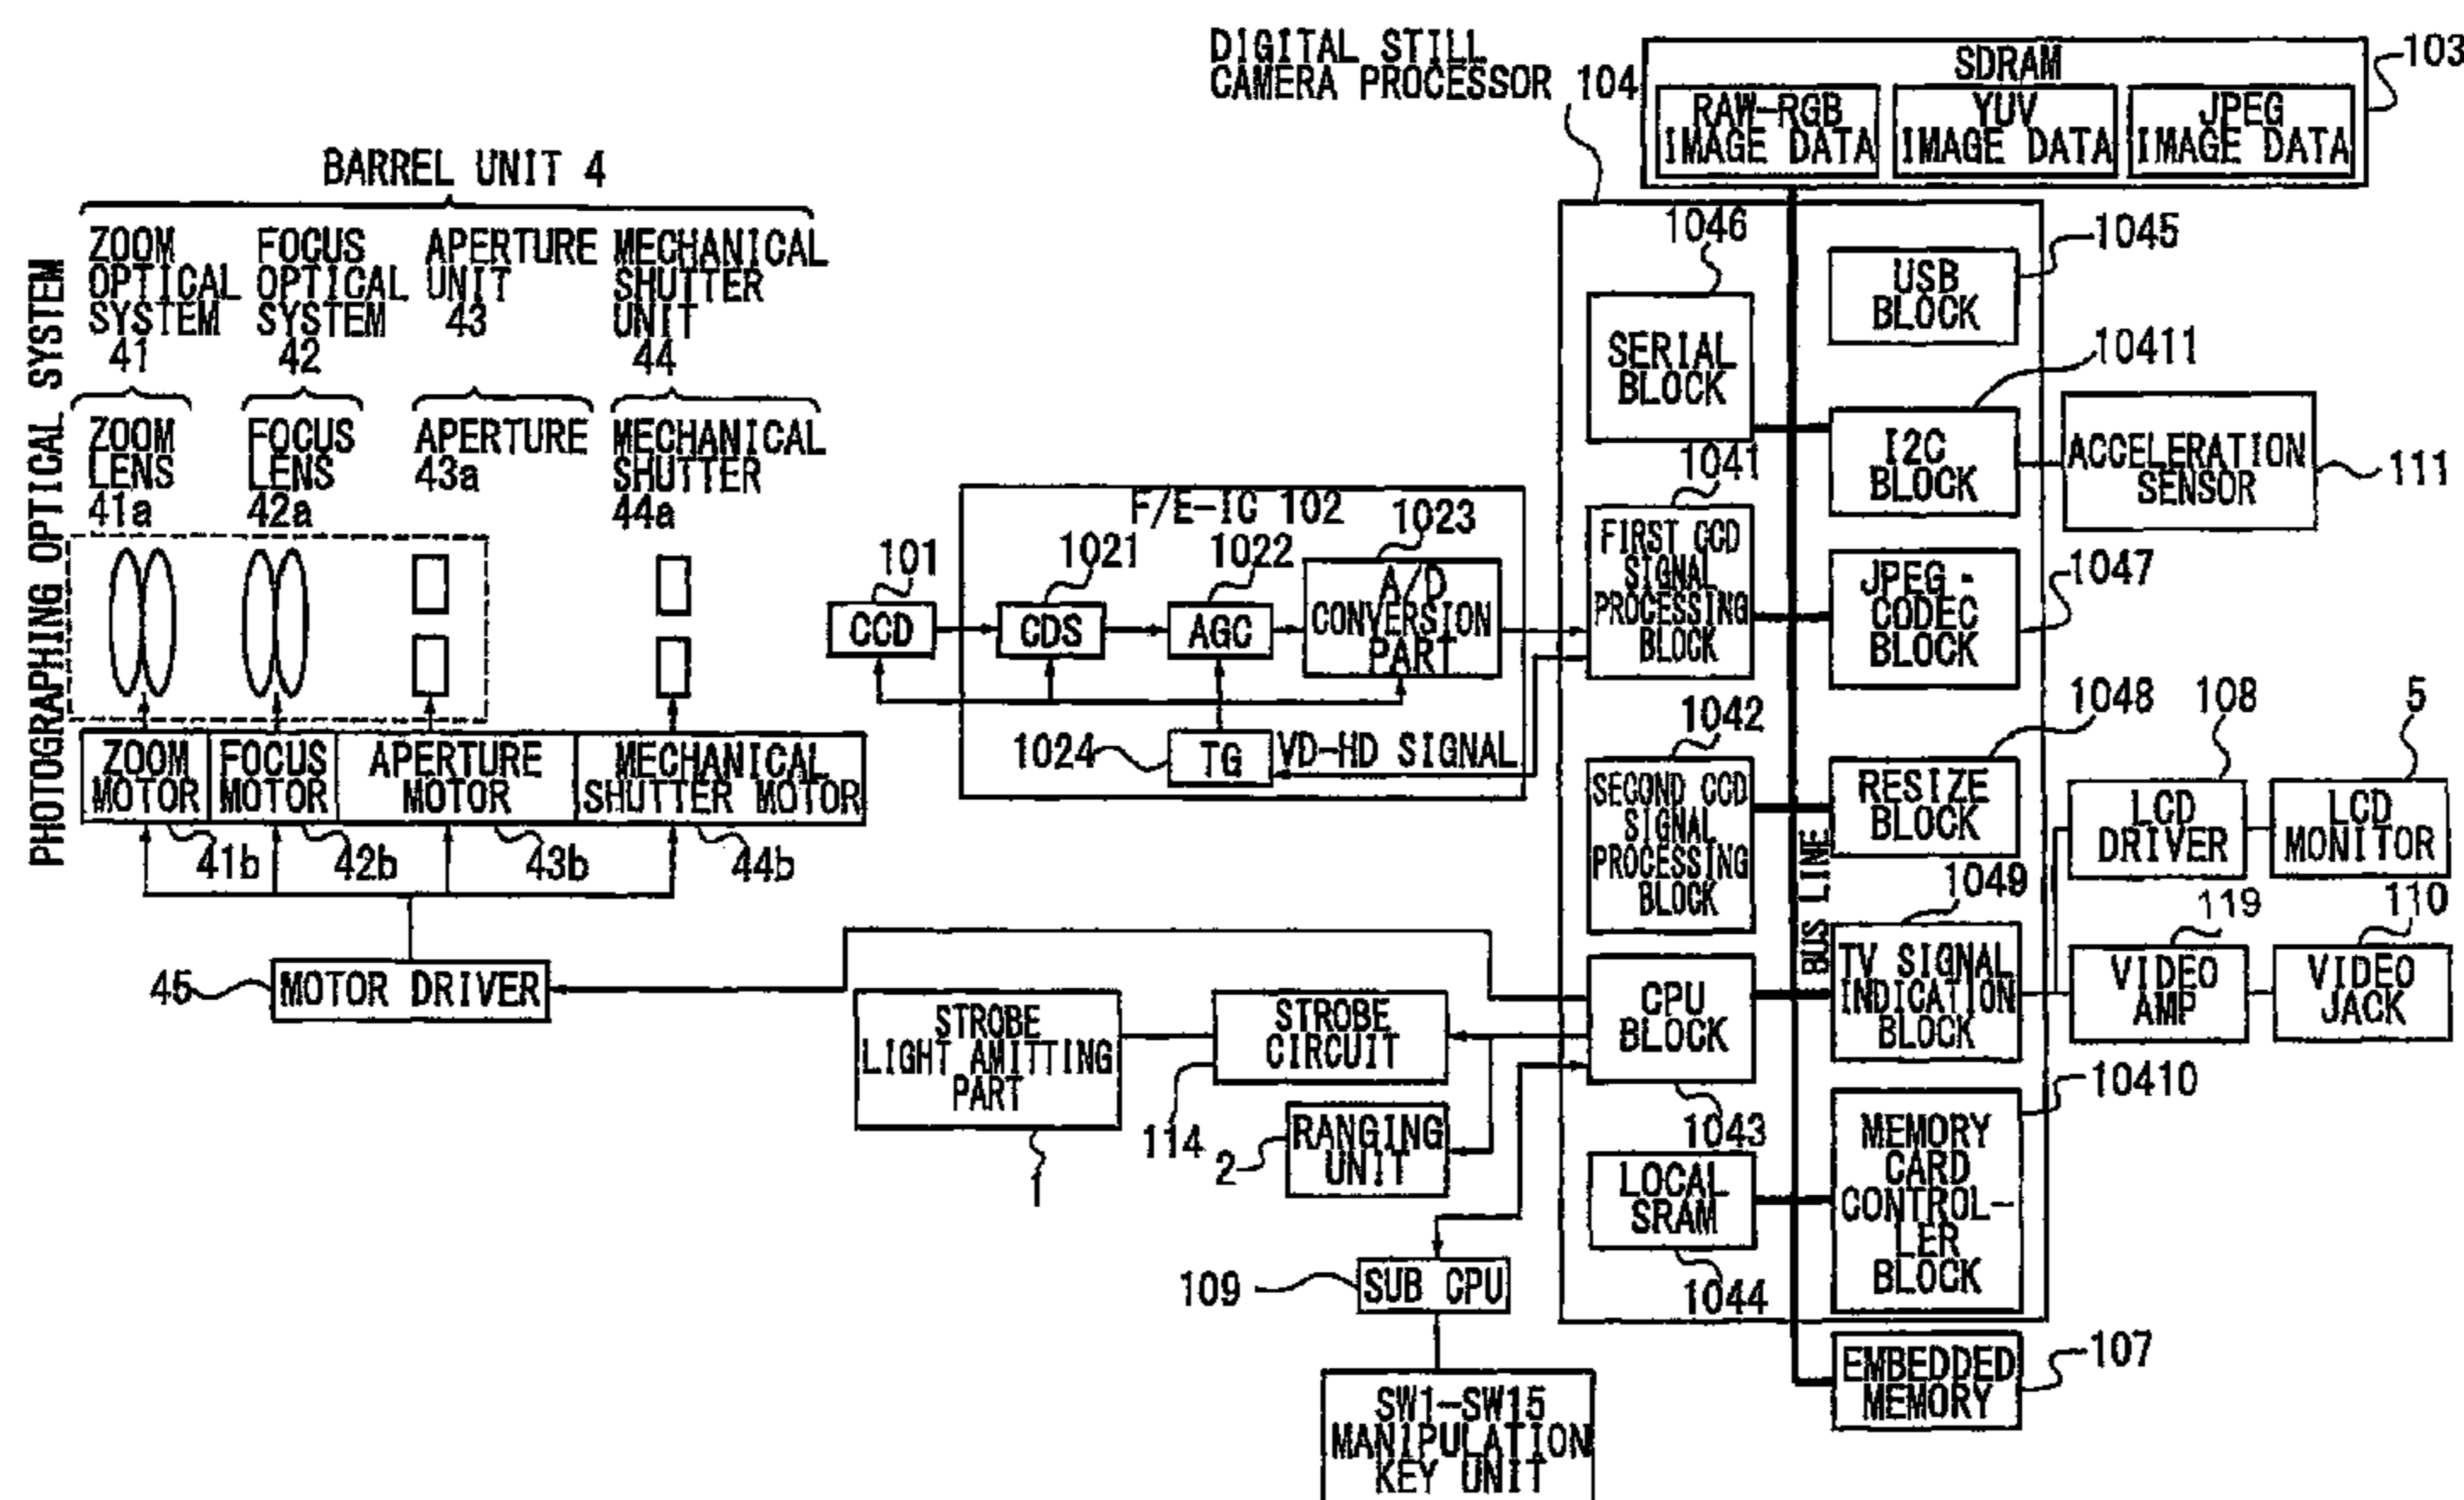 DIGITAL STILL
CAMERA PROCESSOR 104
SDRAM
103
RAW-RGB
IMAGE DATA
YUV
IMAGE DATA
JPEG
IMAGE DATA
PHOTOGRAPHING OPTICAL SYSTEM
BARREL UNIT 4
ZOOM
OPTICAL
SYSTEM
41
FOCUS
OPTICAL
SYSTEM
42
APERTURE
UNIT
43
MECHANICAL
SHUTTER
UNIT
44
ZOOM
LENS
41a
FOCUS
LENS
42a
APERTURE
43a
MECHANICAL
SHUTTER
44a
ZOOM
MOTOR
FOCUS
MOTOR
APERTURE
MOTOR
MECHANICAL
SHUTTER MOTOR
41b
42b
43b
44b
45
MOTOR DRIVER
F/E-IC 102
101
CCD
1021
CDS
1022
AGC
1023
A/D
CONVERSION
PART
1024
TG
VD-HD SIGNAL
1046
SERIAL
BLOCK
1041
FIRST CCD
SIGNAL
PROCESSING
BLOCK
1042
SECOND CCD
SIGNAL
PROCESSING
BLOCK
CPU
BLOCK
1043
LOCAL
SRAM
1044
BUS LINE
USB
BLOCK
1045
10411
I2C
BLOCK
ACCELERATION
SENSOR
111
JPEG-
CODEC
BLOCK
1047
1048
RESIZE
BLOCK
108
LCD
DRIVER
5
LCD
MONITOR
1049
TV SIGNAL
INDICATION
BLOCK
119
VIDEO
AMP
110
VIDEO
JACK
10410
MEMORY
CARD
CONTROL-
LER
BLOCK
EMBEDDED
MEMORY
107
STROBE
LIGHT AMITTING
PART
1
STROBE
CIRCUIT
114
2
RANGING
UNIT
109
SUB CPU
SW1-SW15
MANIPULATION
KEY UNIT